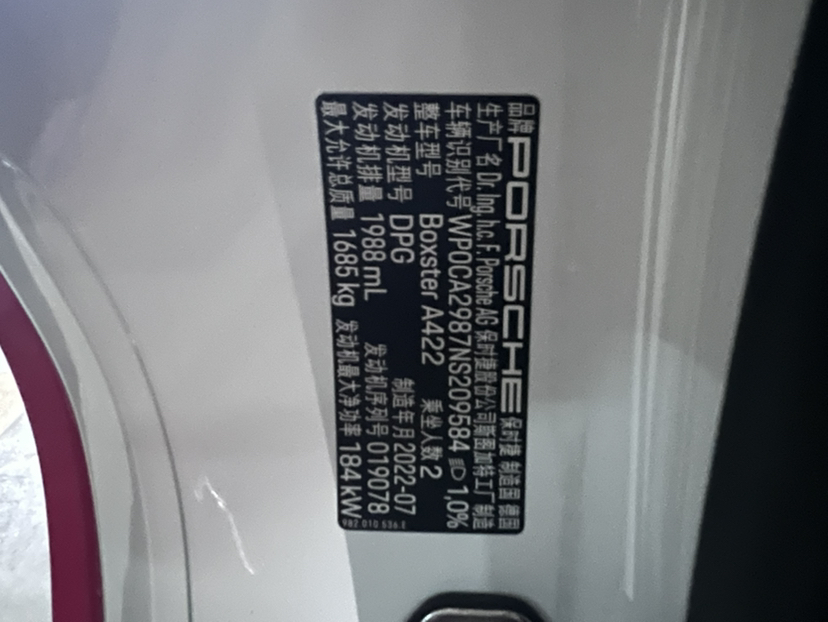 品牌 PORSCHE 保时捷 制造国 德国
生产厂名 Dr. Ing. h.c. F. Porsche AG 保时捷股份公司斯图加特工厂制造
车辆识别代号 WP0CA2987NS209584 1,0%
整车型号 Boxster A422 乘坐人数 2
发动机型号 DPG 制造年月 2022-07
发动机排量 1988 mL 发动机序列号 019078
最大允许总质量 1685 kg 发动机最大净功率 184 kW
982 010 536 E